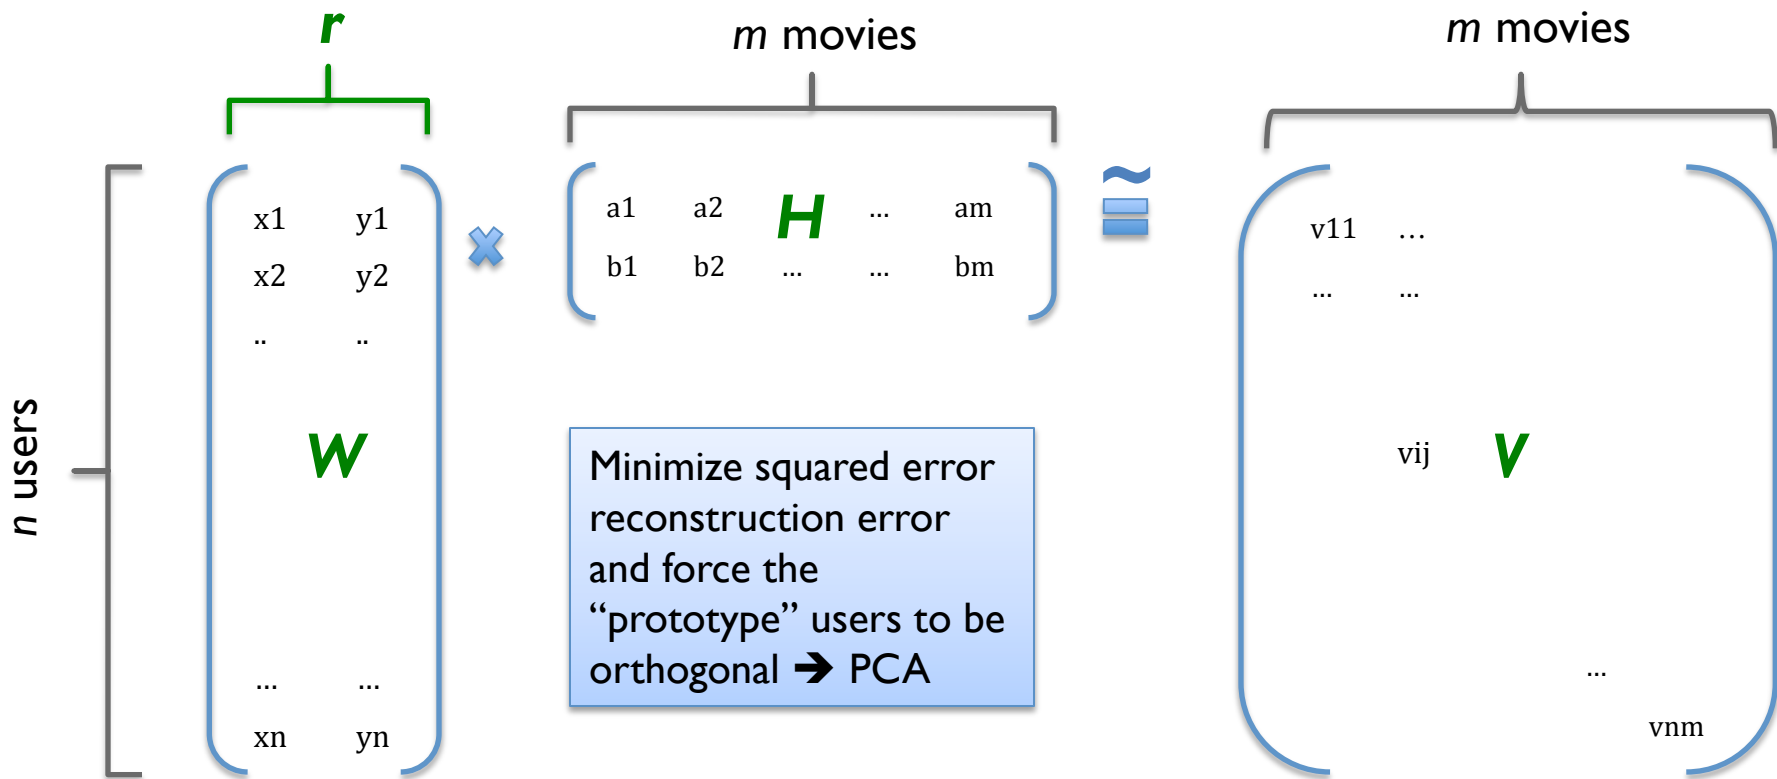 r
m movies
m movies
n users
x1 y1
x2 y2
.. ..
W
... ...
xn yn
×
a1 a2 H ... am
b1 b2 ... ... bm
≅
v11 ...
... ...
vij V
...
vnm
Minimize squared error
reconstruction error
and force the
“prototype” users to be
orthogonal ➔ PCA